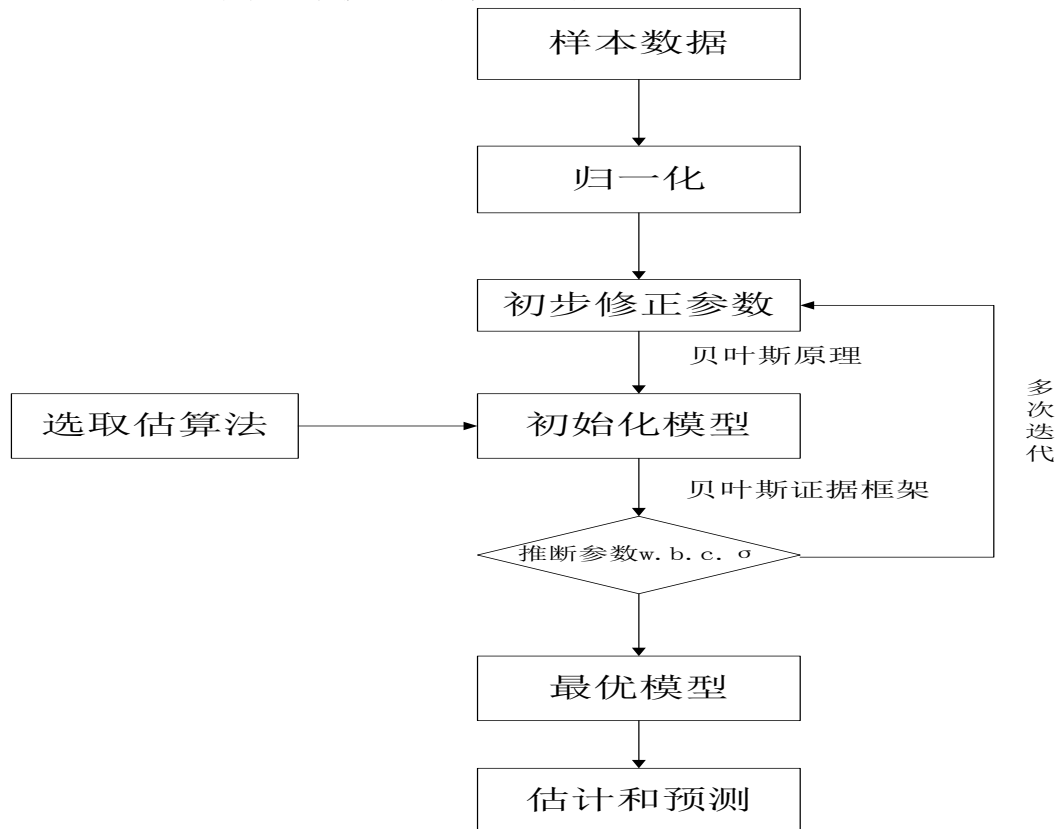 样本数据
归一化
初步修正参数
贝叶斯原理
多次迭代
选取估算法
初始化模型
贝叶斯证据框架
推断参数w.b.c.σ
最优模型
估计和预测